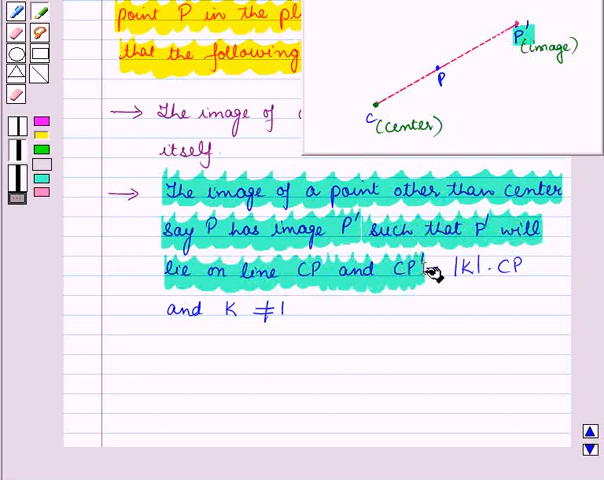 point P in the pl
that the following
→ The image of
itself.
→ The image of a point other than center
say P has image P' such that P' will
lie on line CP and CP' = |K|. CP
and K ≠ 1
P'
(image)
P
C
(center)